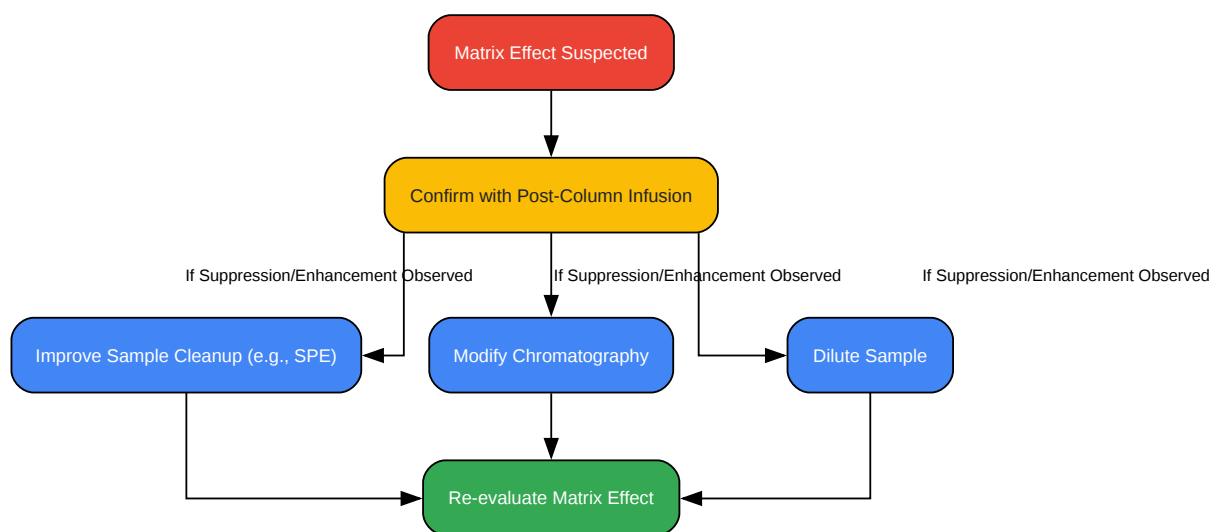 Matrix Effect Suspected
Confirm with Post-Column Infusion
If Suppression/Enhancement Observed
If Suppression/Enhancement Observed
If Suppression/Enhancement Observed
Improve Sample Cleanup (e.g., SPE)
Modify Chromatography
Dilute Sample
Re-evaluate Matrix Effect